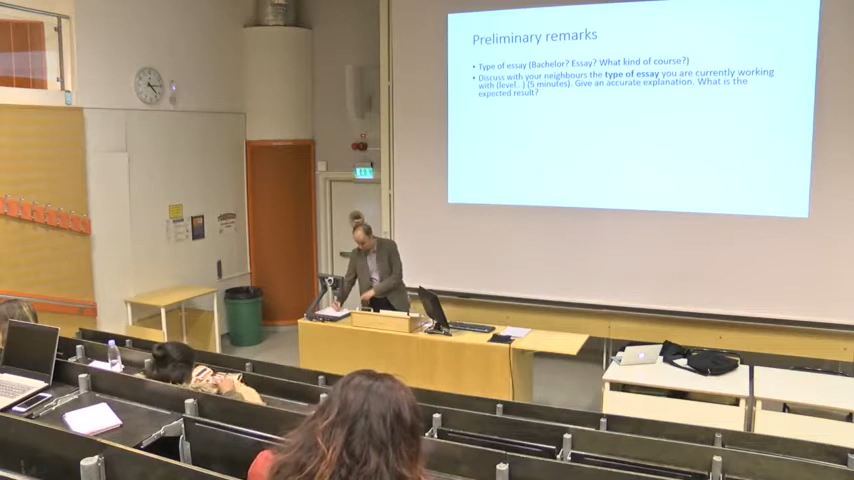 Preliminary remarks
• Type of essay (Bachelor? Essay? What kind of course?)
• Discuss with your neighbours the type of essay you are currently working
with (level..) (5 minutes). Give an accurate explanation. What is the
expected result?